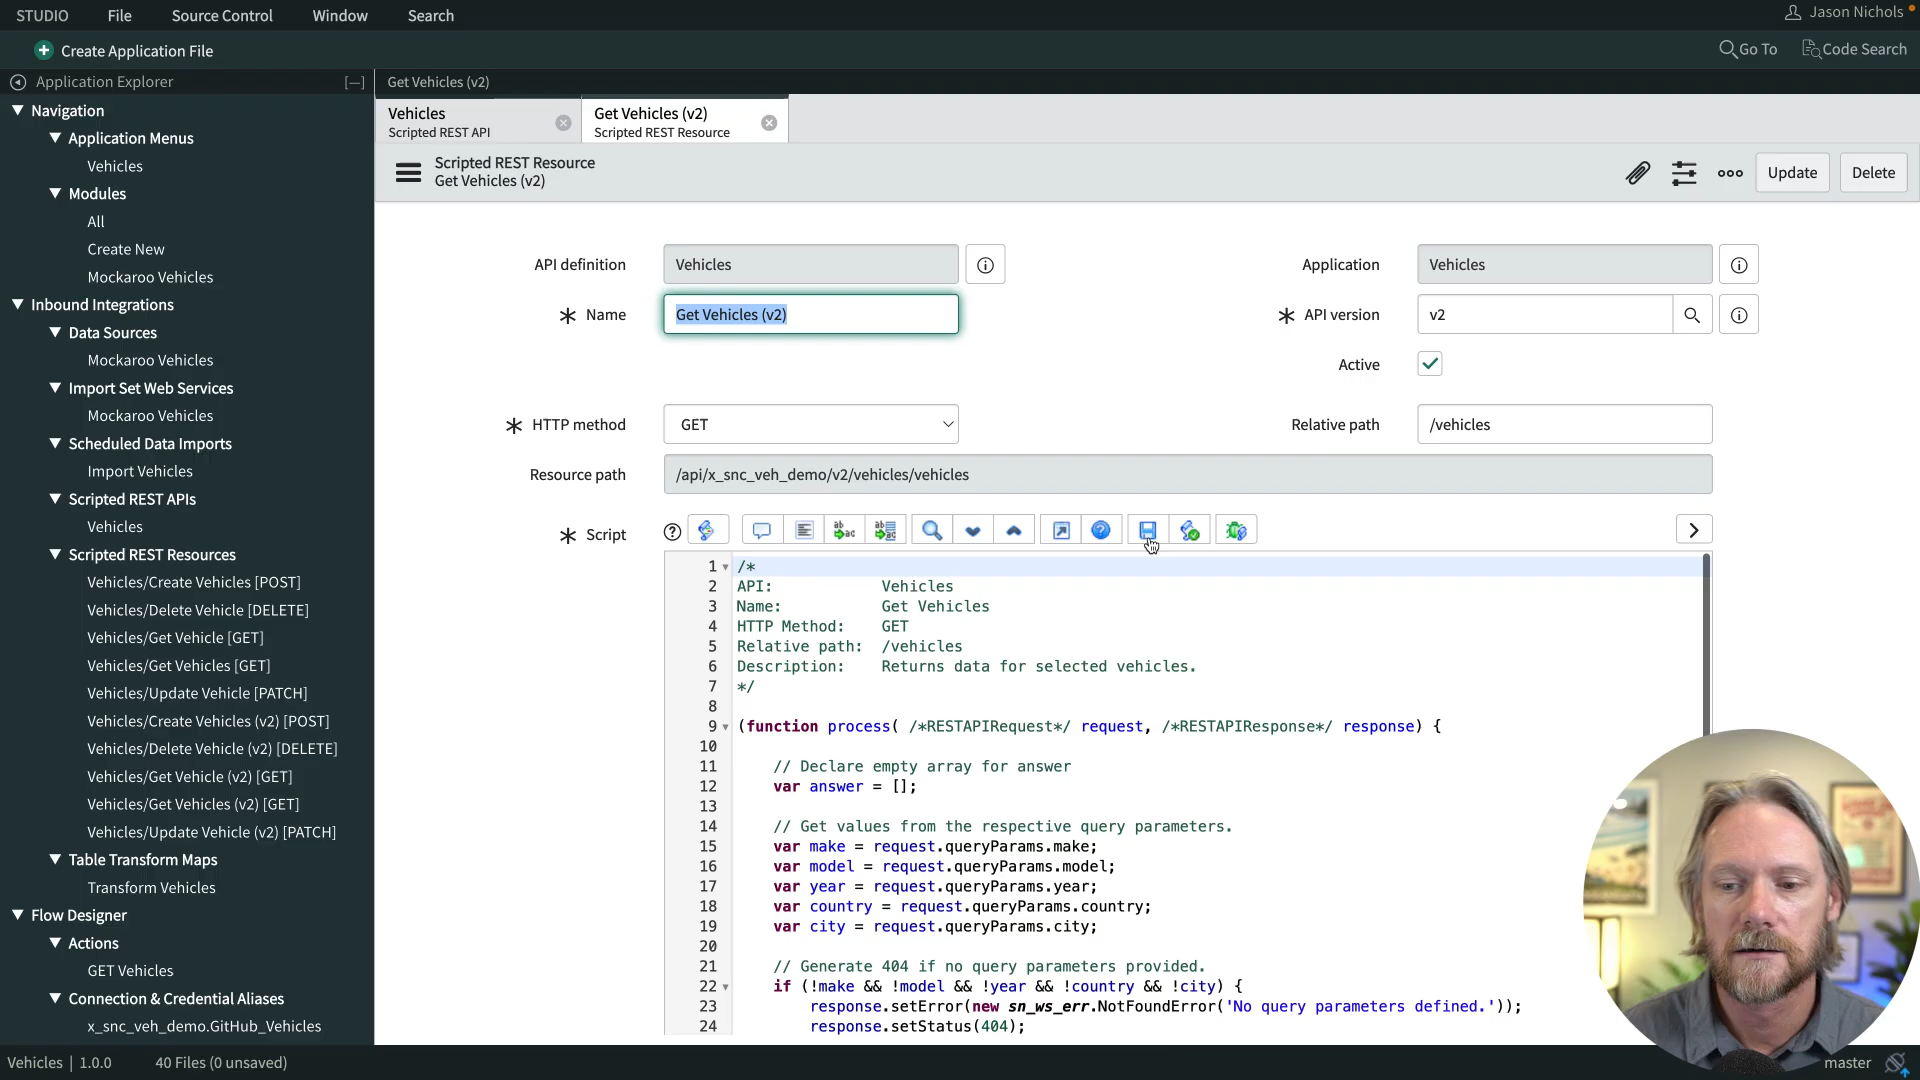 STUDIO File Source Control Window Search Jason Nichols
Create Application File Go To Code Search
Application Explorer [—] Get Vehicles (v2)
Navigation
Application Menus
Vehicles
Modules
All
Create New
Mockaroo Vehicles
Inbound Integrations
Data Sources
Mockaroo Vehicles
Import Set Web Services
Mockaroo Vehicles
Scheduled Data Imports
Import Vehicles
Scripted REST APIs
Vehicles
Scripted REST Resources
Vehicles/Create Vehicles [POST]
Vehicles/Delete Vehicle [DELETE]
Vehicles/Get Vehicle [GET]
Vehicles/Get Vehicles [GET]
Vehicles/Update Vehicle [PATCH]
Vehicles/Create Vehicles (v2) [POST]
Vehicles/Delete Vehicle (v2) [DELETE]
Vehicles/Get Vehicle (v2) [GET]
Vehicles/Get Vehicles (v2) [GET]
Vehicles/Update Vehicle (v2) [PATCH]
Table Transform Maps
Transform Vehicles
Flow Designer
Actions
GET Vehicles
Connection & Credential Aliases
x_snc_veh_demo.GitHub_Vehicles
Vehicles
Scripted REST API
Get Vehicles (v2)
Scripted REST Resource
Scripted REST Resource
Get Vehicles (v2)
Update Delete
API definition Vehicles Application Vehicles
Name Get Vehicles (v2) API version v2
Active
HTTP method GET Relative path /vehicles
Resource path /api/x_snc_veh_demo/v2/vehicles/vehicles
Script
1 /*
2 API: Vehicles
3 Name: Get Vehicles
4 HTTP Method: GET
5 Relative path: /vehicles
6 Description: Returns data for selected vehicles.
7 */
8
9 (function process( /*RESTAPIRequest*/ request, /*RESTAPIResponse*/ response) {
10
11 // Declare empty array for answer
12 var answer = [];
13
14 // Get values from the respective query parameters.
15 var make = request.queryParams.make;
16 var model = request.queryParams.model;
17 var year = request.queryParams.year;
18 var country = request.queryParams.country;
19 var city = request.queryParams.city;
20
21 // Generate 404 if no query parameters provided.
22 if (!make && !model && !year && !country && !city) {
23 response.setError(new sn_ws_err.NotFoundError('No query parameters defined.'));
24 response.setStatus(404);
Vehicles | 1.0.0 40 Files (0 unsaved) master